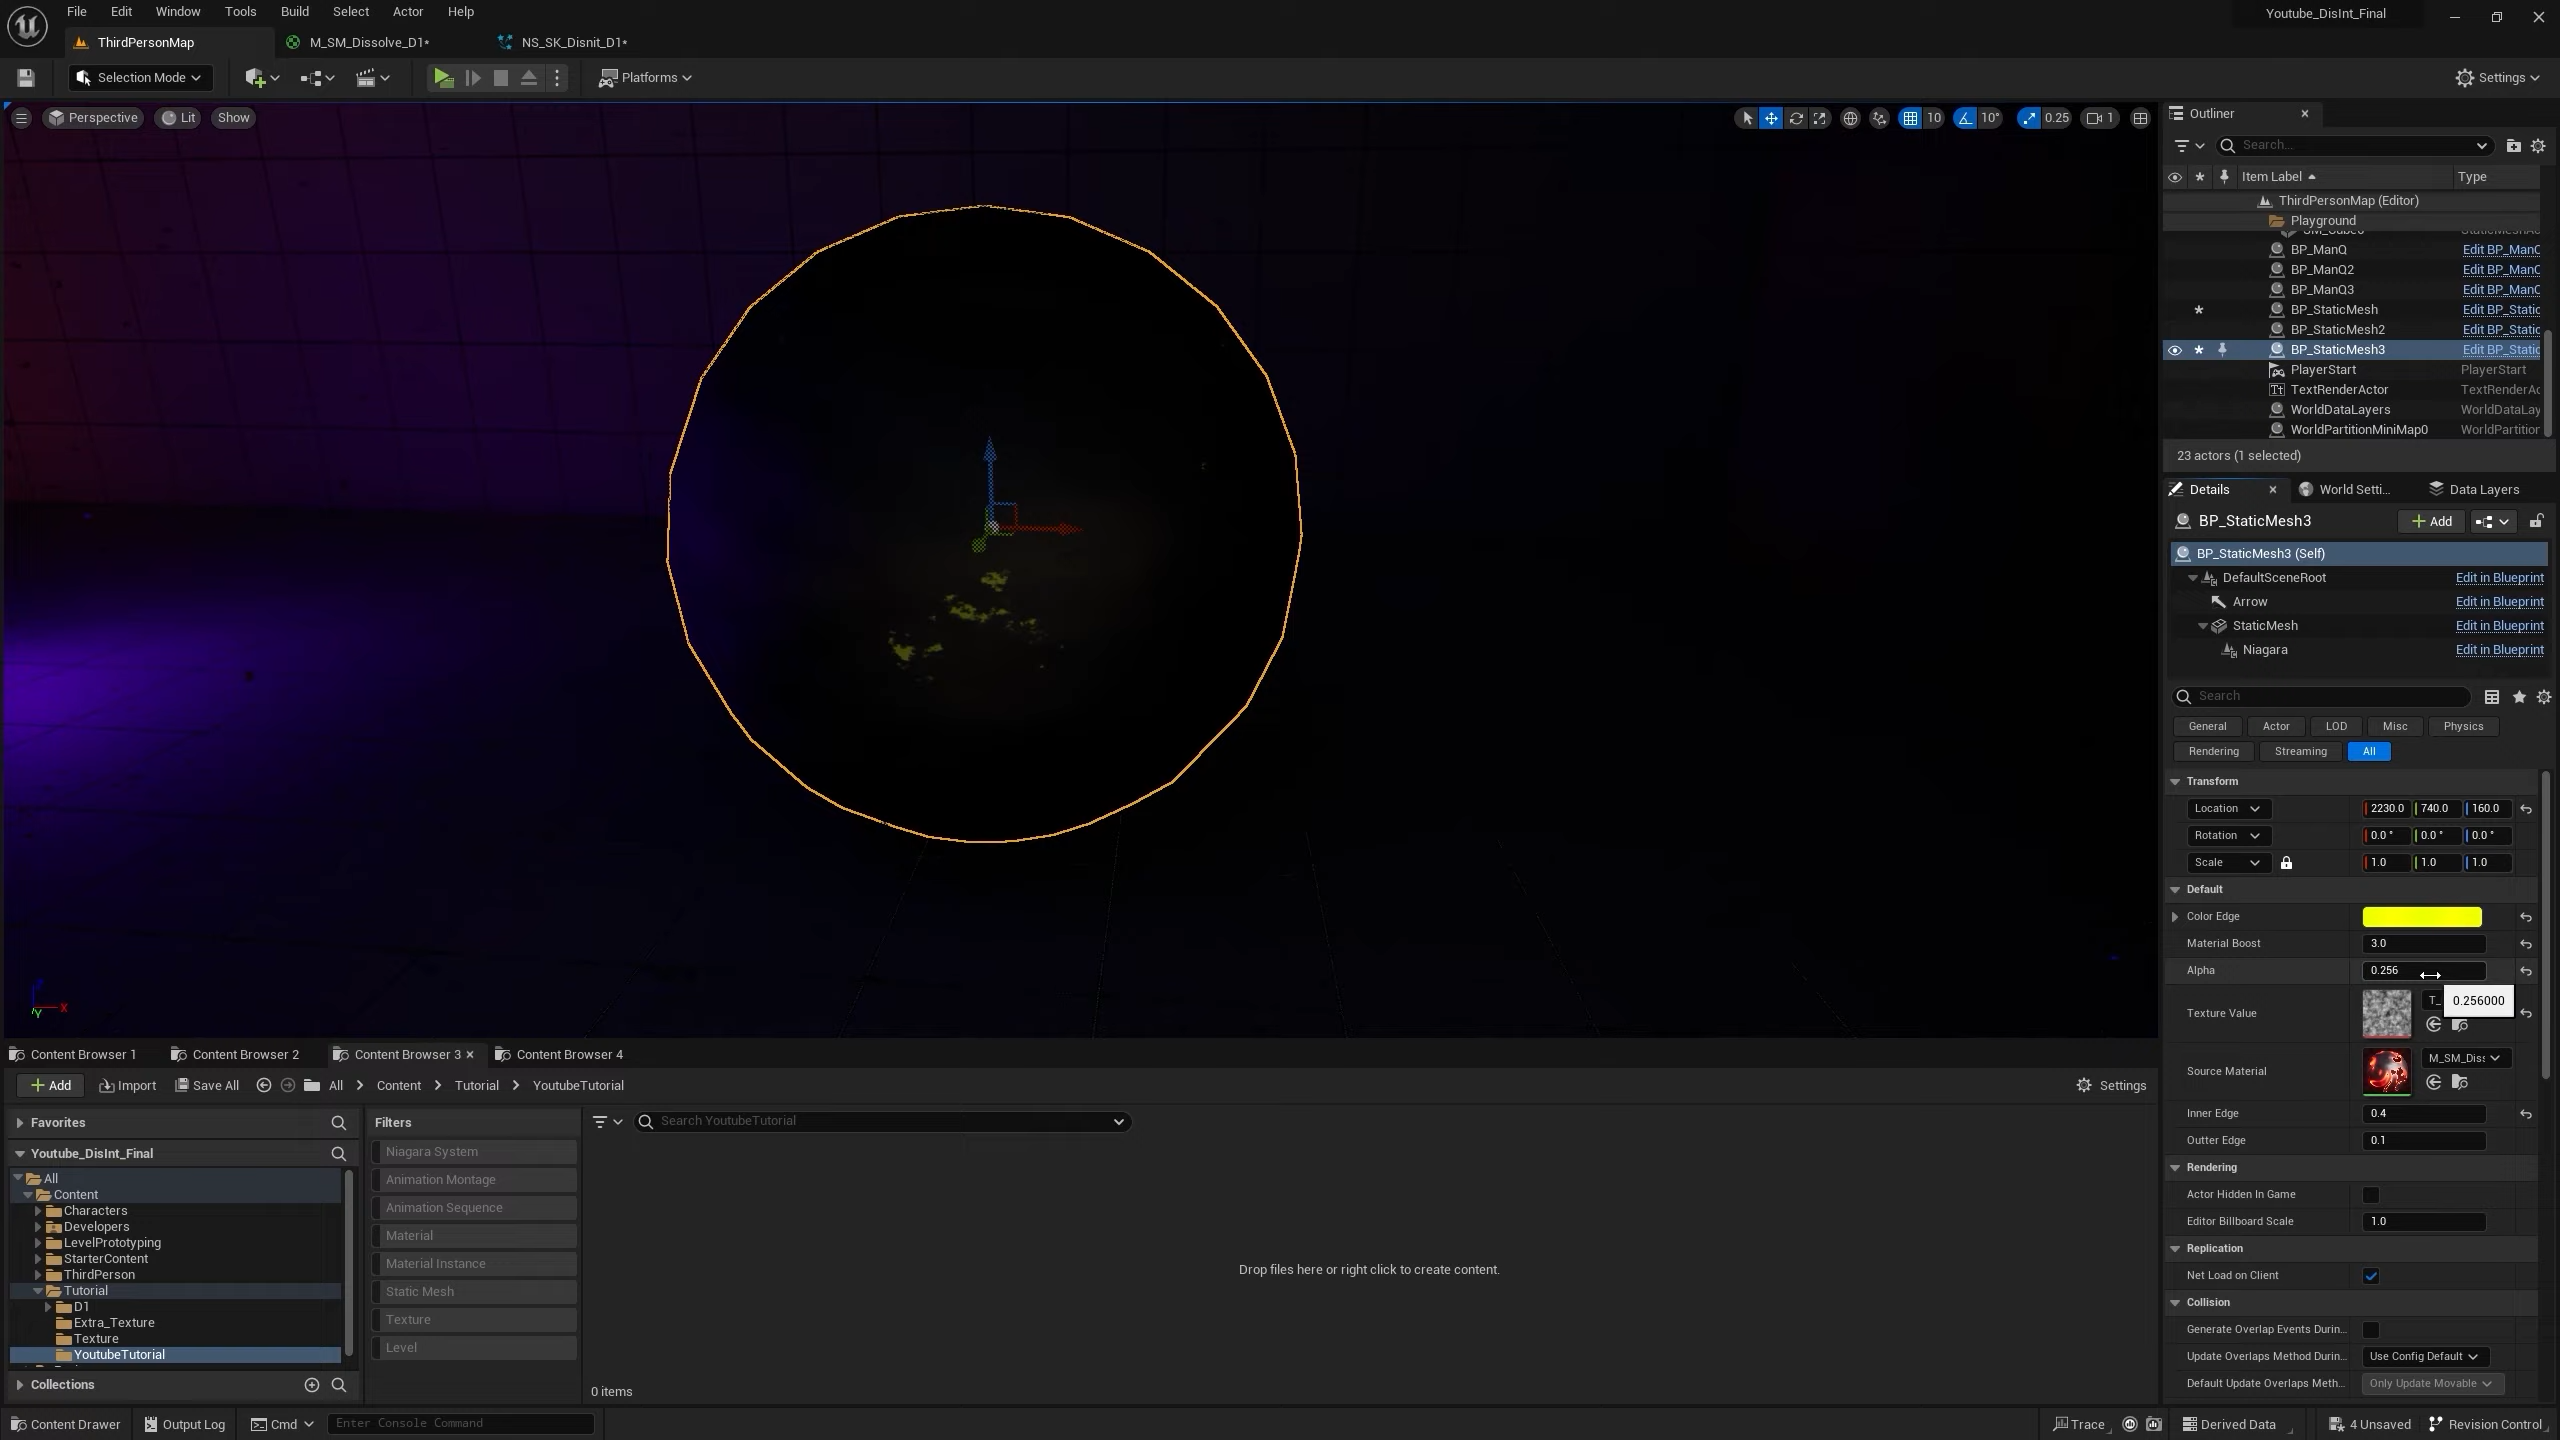 File Edit Window Tools Build Select Actor Help
Youtube_DisInt_Final
ThirdPersonMap M_SM_Dissolve_D1* NS_SK_Disnit_D1*
Selection Mode Platforms Settings
Perspective Lit Show 10 10° 0.25 1
Outliner
Search...
Item Label Type
ThirdPersonMap (Editor)
Playground
BP_ManQ Edit BP_ManQ
BP_ManQ2 Edit BP_ManQ
BP_ManQ3 Edit BP_ManQ
BP_StaticMesh Edit BP_Static
BP_StaticMesh2 Edit BP_Static
BP_StaticMesh3 Edit BP_Static
PlayerStart PlayerStart
TextRenderActor TextRenderAc
WorldDataLayers WorldDataLay
WorldPartitionMiniMap0 WorldPartition
23 actors (1 selected)
Details World Setti... Data Layers
BP_StaticMesh3 Add
BP_StaticMesh3 (Self)
DefaultSceneRoot Edit in Blueprint
Arrow Edit in Blueprint
StaticMesh Edit in Blueprint
Niagara Edit in Blueprint
Search
General Actor LOD Misc Physics
Rendering Streaming All
Transform
Location 2230.0 740.0 160.0
Rotation 0.0 ° 0.0 ° 0.0 °
Scale 1.0 1.0 1.0
Default
Color Edge
Material Boost 3.0
Alpha 0.256
0.256000
Texture Value T_
Source Material M_SM_Diss
Inner Edge 0.4
Outter Edge 0.1
Rendering
Actor Hidden In Game
Editor Billboard Scale 1.0
Replication
Net Load on Client
Collision
Generate Overlap Events Durin...
Update Overlaps Method Durin... Use Config Default
Default Update Overlaps Meth... Only Update Movable
X
Y
Content Browser 1 Content Browser 2 Content Browser 3 Content Browser 4
Add Import Save All All Content Tutorial YoutubeTutorial Settings
Favorites
Youtube_DisInt_Final
All
Content
Characters
Developers
LevelPrototyping
StarterContent
ThirdPerson
Tutorial
D1
Extra_Texture
Texture
YoutubeTutorial
Collections
Filters
Niagara System
Animation Montage
Animation Sequence
Material
Material Instance
Static Mesh
Texture
Level
Search YoutubeTutorial
Drop files here or right click to create content.
0 items
Content Drawer Output Log Cmd Enter Console Command Trace Derived Data 4 Unsaved Revision Control